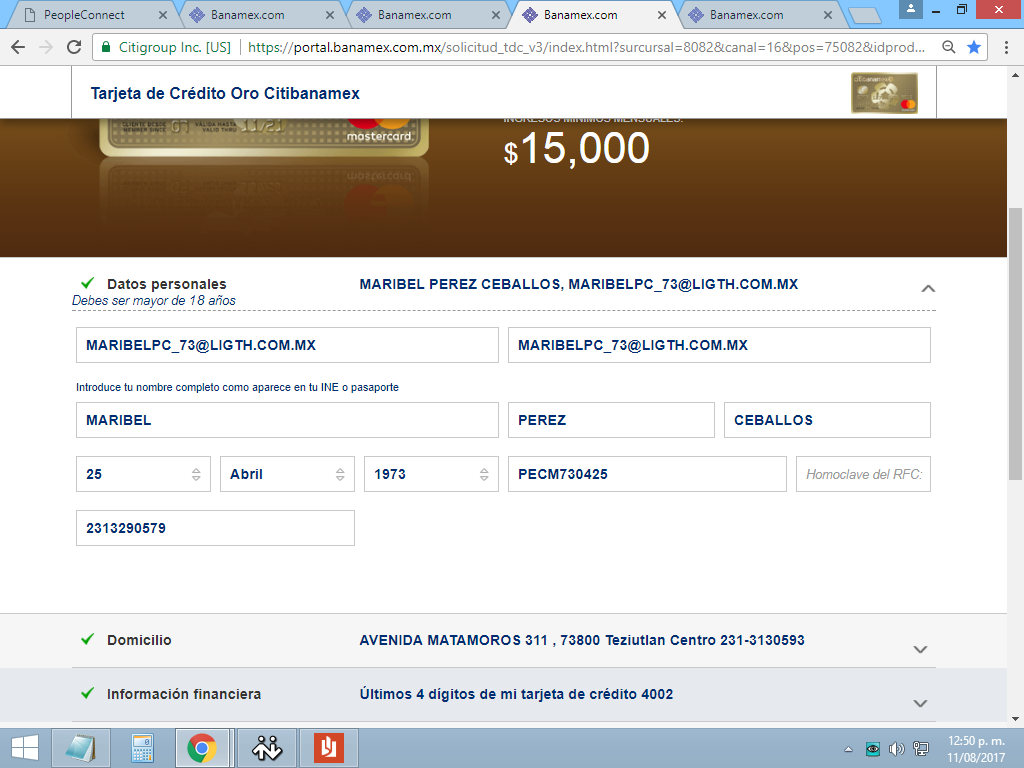 PeopleConnect
Banamex.com
Banamex.com
Banamex.com
Banamex.com
Citigroup Inc. [US]
https://portal.banamex.com.mx/solicitud_tdc_v3/index.html?surcursal=8082&canal=16&pos=75082&idprod...
Tarjeta de Crédito Oro Citibanamex
INGRESOS MÍNIMOS MENSUALES:
mastercard.
$15,000
Datos personales
MARIBEL PEREZ CEBALLOS, MARIBELPC_73@LIGTH.COM.MX
Debes ser mayor de 18 años
MARIBELPC_73@LIGTH.COM.MX
MARIBELPC_73@LIGTH.COM.MX
Introduce tu nombre completo como aparece en tu INE o pasaporte
MARIBEL
PEREZ
CEBALLOS
25
Abril
1973
PECM730425
Homoclave del RFC:
2313290579
Domicilio
AVENIDA MATAMOROS 311 , 73800 Teziutlan Centro 231-3130593
Información financiera
Últimos 4 dígitos de mi tarjeta de crédito 4002
12:50 p. m.
11/08/2017